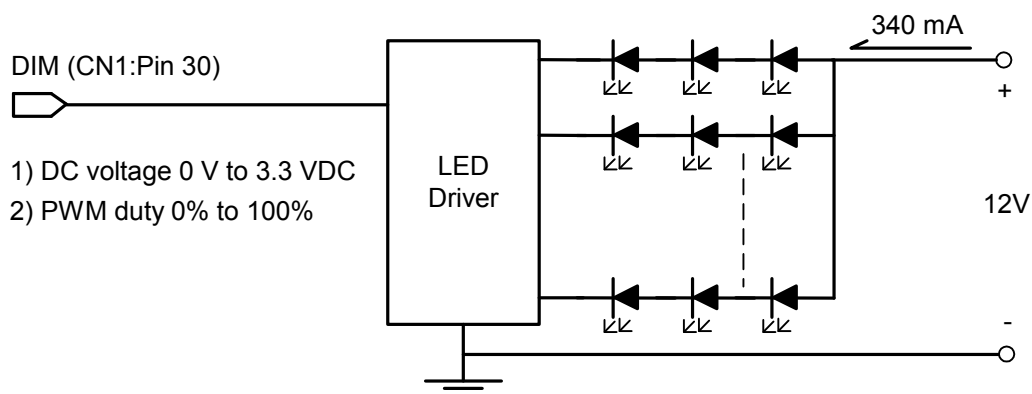 340 mA
DIM (CN1:Pin 30)
+
1) DC voltage 0 V to 3.3 VDC
2) PWM duty 0% to 100%
LED
Driver
12V
-